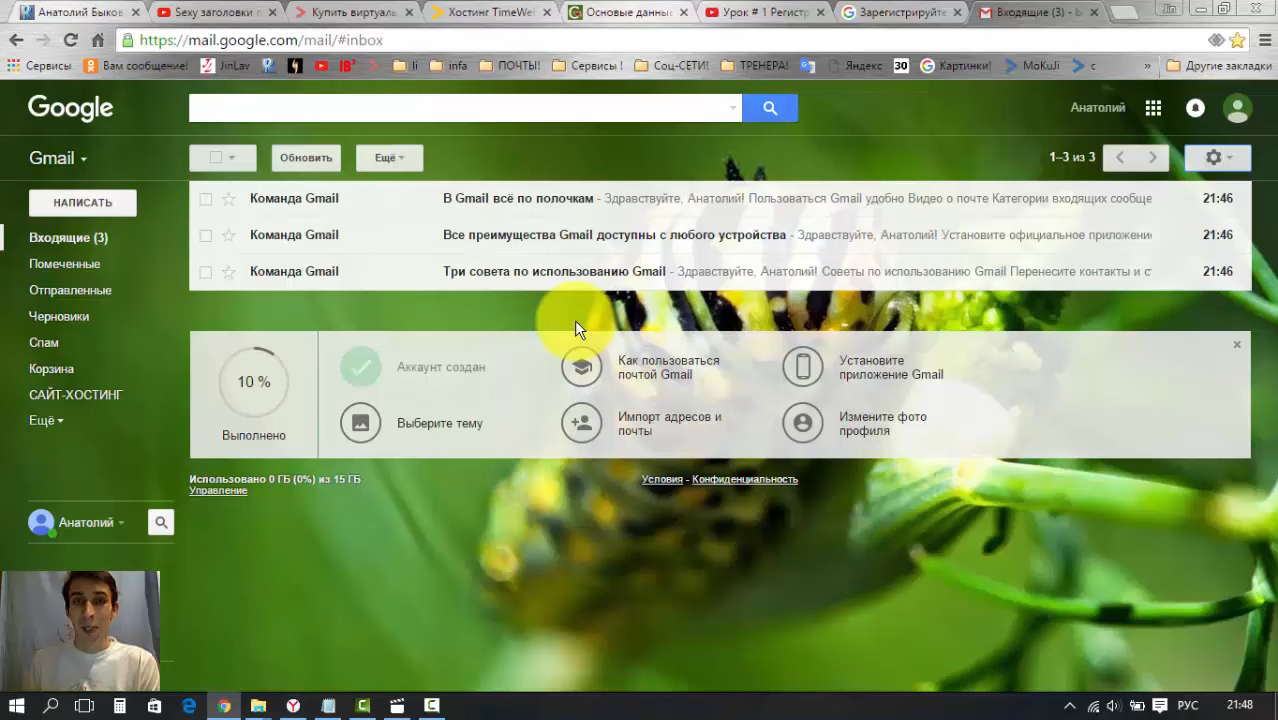 Анатолий Быков
Sexy заголовки
Купить виртуаль
Хостинг TimeWeb
Основые данны
Урок # 1 Регистр
Зарегистрируйте
Входящие (3) -
https://mail.google.com/mail/#inbox
Сервисы
Вам сообщение!
JinLav
li
infa
ПОЧТЫ!
Сервисы !
Соц-СЕТИ!
ТРЕНЕРА!
Яндекс
30
Картинки!
MoKuJi
с
»
Другие закладки
Google
Анатолий
Gmail
Обновить
Ещё
1–3 из 3
НАПИСАТЬ
Входящие (3)
Помеченные
Отправленные
Черновики
Спам
Корзина
САЙТ-ХОСТИНГ
Ещё
Команда Gmail В Gmail всё по полочкам - Здравствуйте, Анатолий! Пользоваться Gmail удобно Видео о почте Категории входящих сообще 21:46
Команда Gmail Все преимущества Gmail доступны с любого устройства - Здравствуйте, Анатолий! Установите официальное приложени 21:46
Команда Gmail Три совета по использованию Gmail - Здравствуйте, Анатолий! Советы по использованию Gmail Перенесите контакты и с 21:46
10 %
Выполнено
Аккаунт создан
Выберите тему
Как пользоваться
почтой Gmail
Импорт адресов и
почты
Установите
приложение Gmail
Измените фото
профиля
Использовано 0 ГБ (0%) из 15 ГБ
Управление
Условия - Конфиденциальность
Анатолий
РУС
21:48